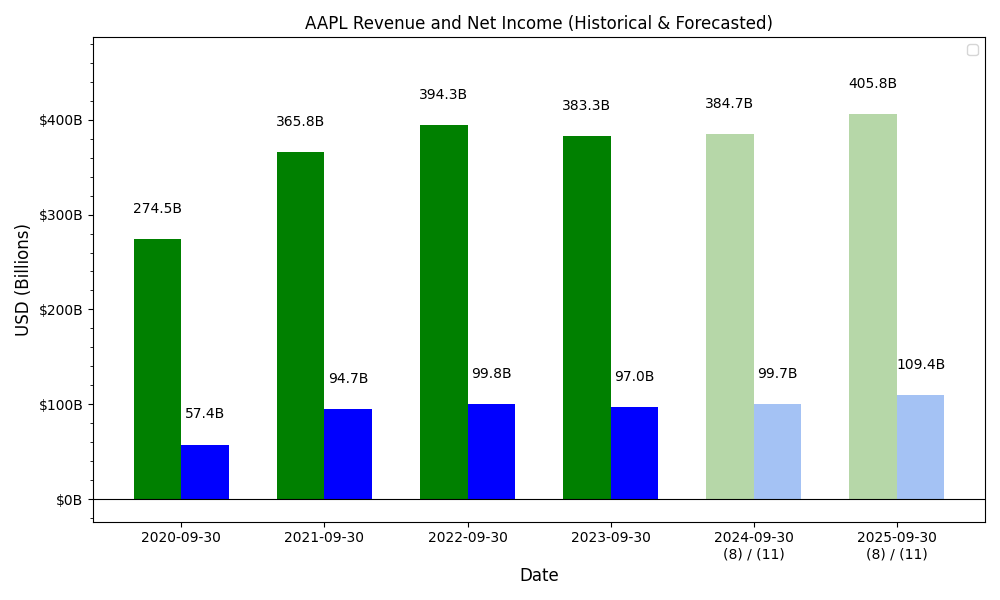 AAPL Revenue and Net Income (Historical & Forecasted)
USD (Billions)
$400B
$300B
$200B
$100B
$0B
274.5B
57.4B
365.8B
94.7B
394.3B
99.8B
383.3B
97.0B
384.7B
99.7B
405.8B
109.4B
2020-09-30
2021-09-30
2022-09-30
2023-09-30
2024-09-30
(8) / (11)
2025-09-30
(8) / (11)
Date